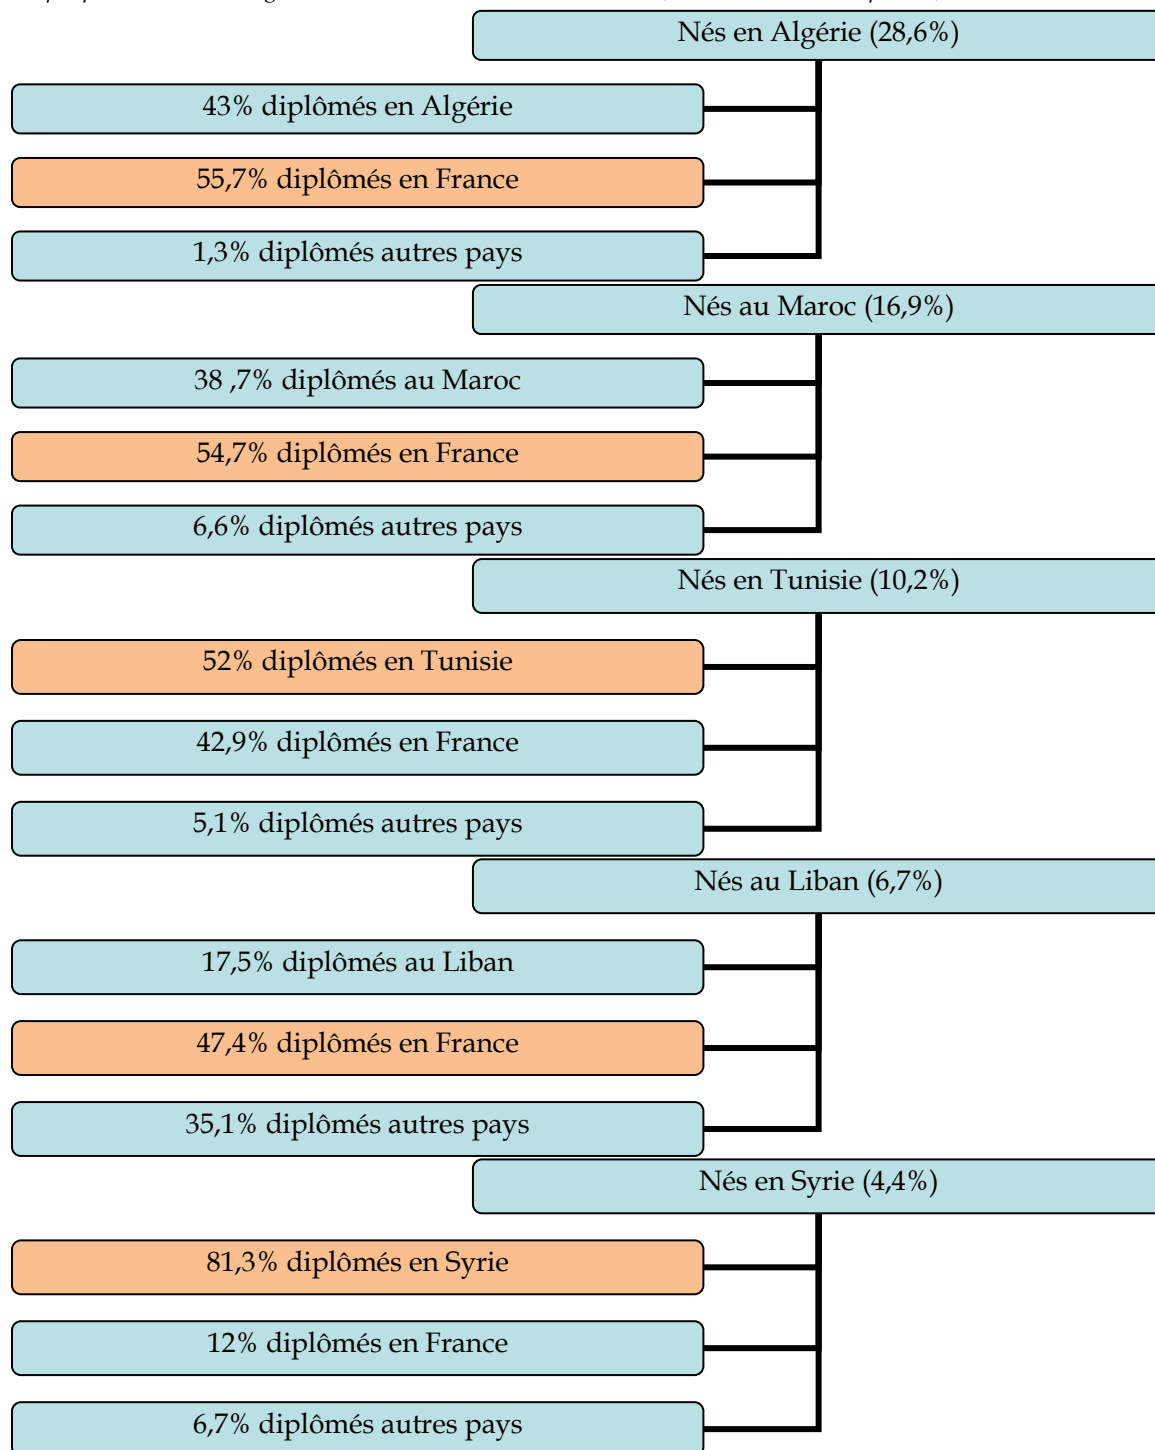 Nés en Algérie (28,6%)
43% diplômés en Algérie
55,7% diplômés en France
1,3% diplômés autres pays
Nés au Maroc (16,9%)
38 ,7% diplômés au Maroc
54,7% diplômés en France
6,6% diplômés autres pays
Nés en Tunisie (10,2%)
52% diplômés en Tunisie
42,9% diplômés en France
5,1% diplômés autres pays
Nés au Liban (6,7%)
17,5% diplômés au Liban
47,4% diplômés en France
35,1% diplômés autres pays
Nés en Syrie (4,4%)
81,3% diplômés en Syrie
12% diplômés en France
6,7% diplômés autres pays